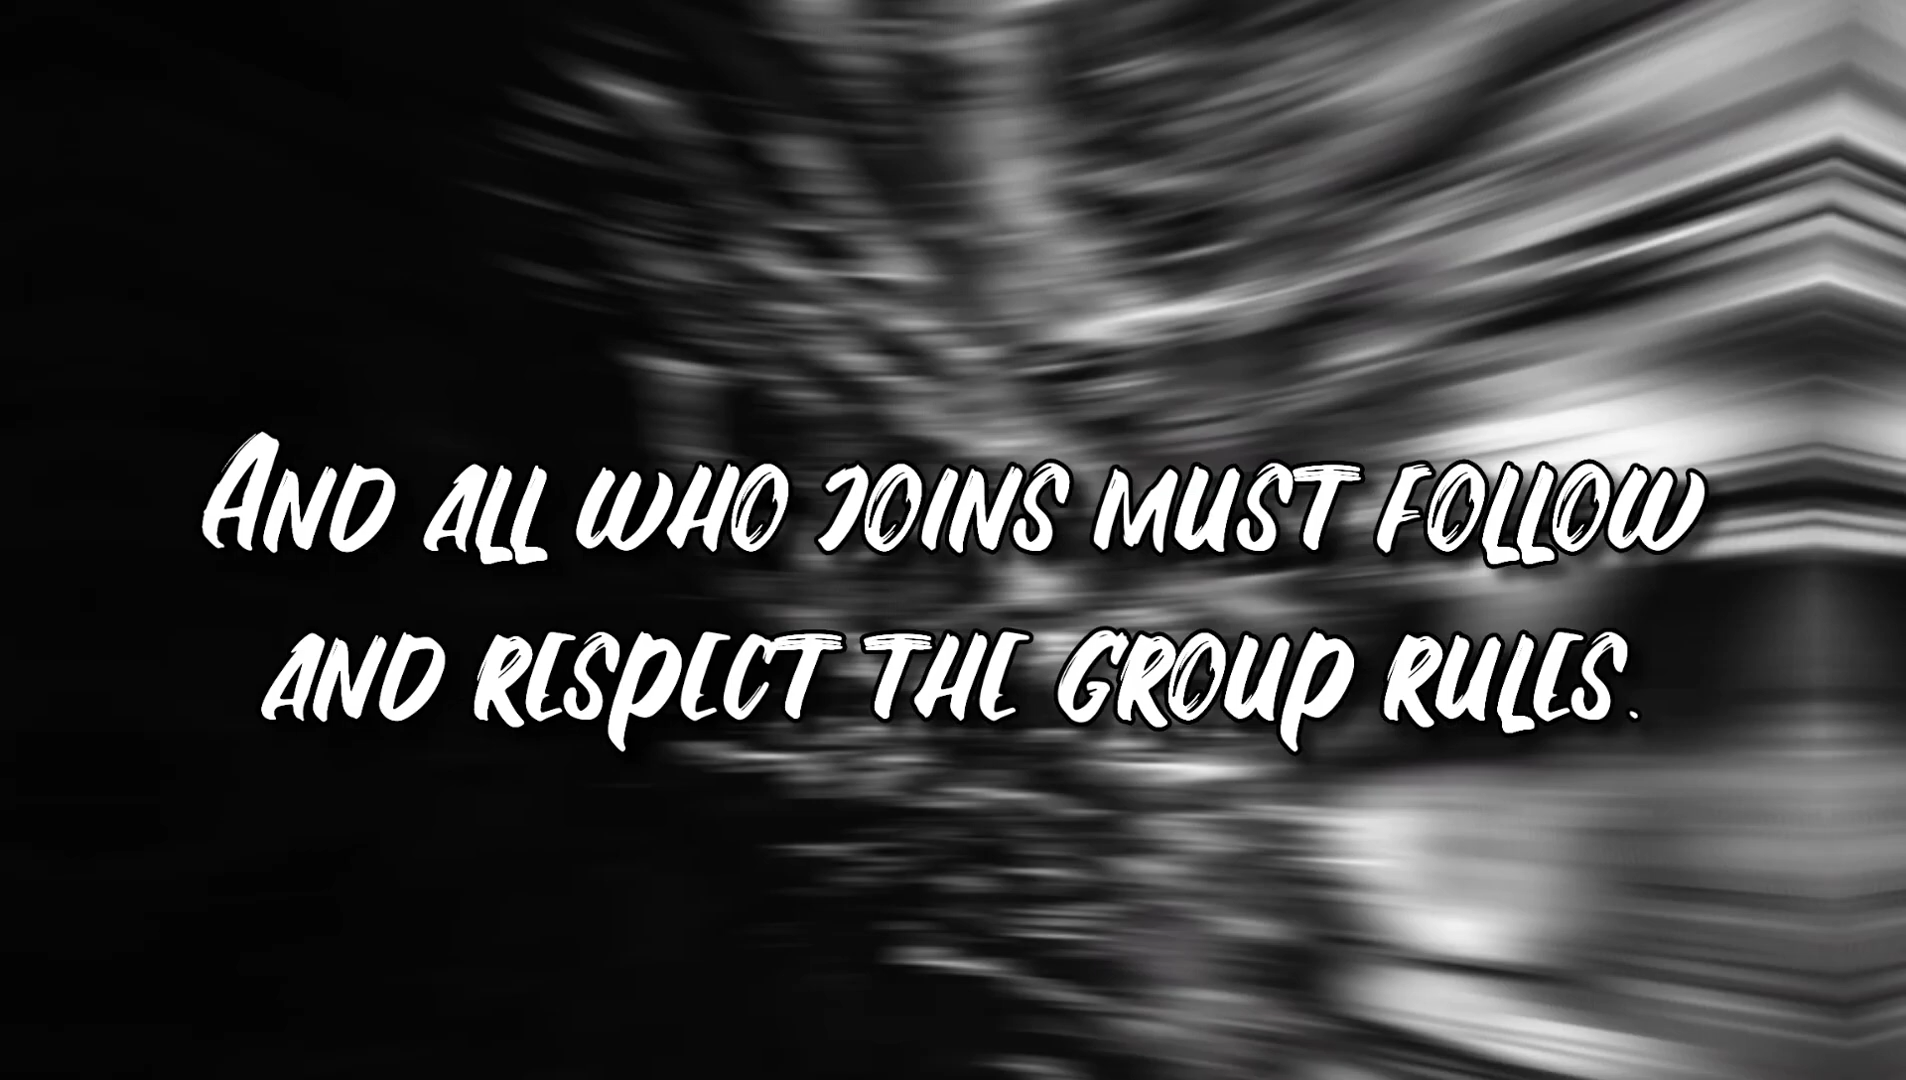 And all who joins must follow
and respect the group rules.